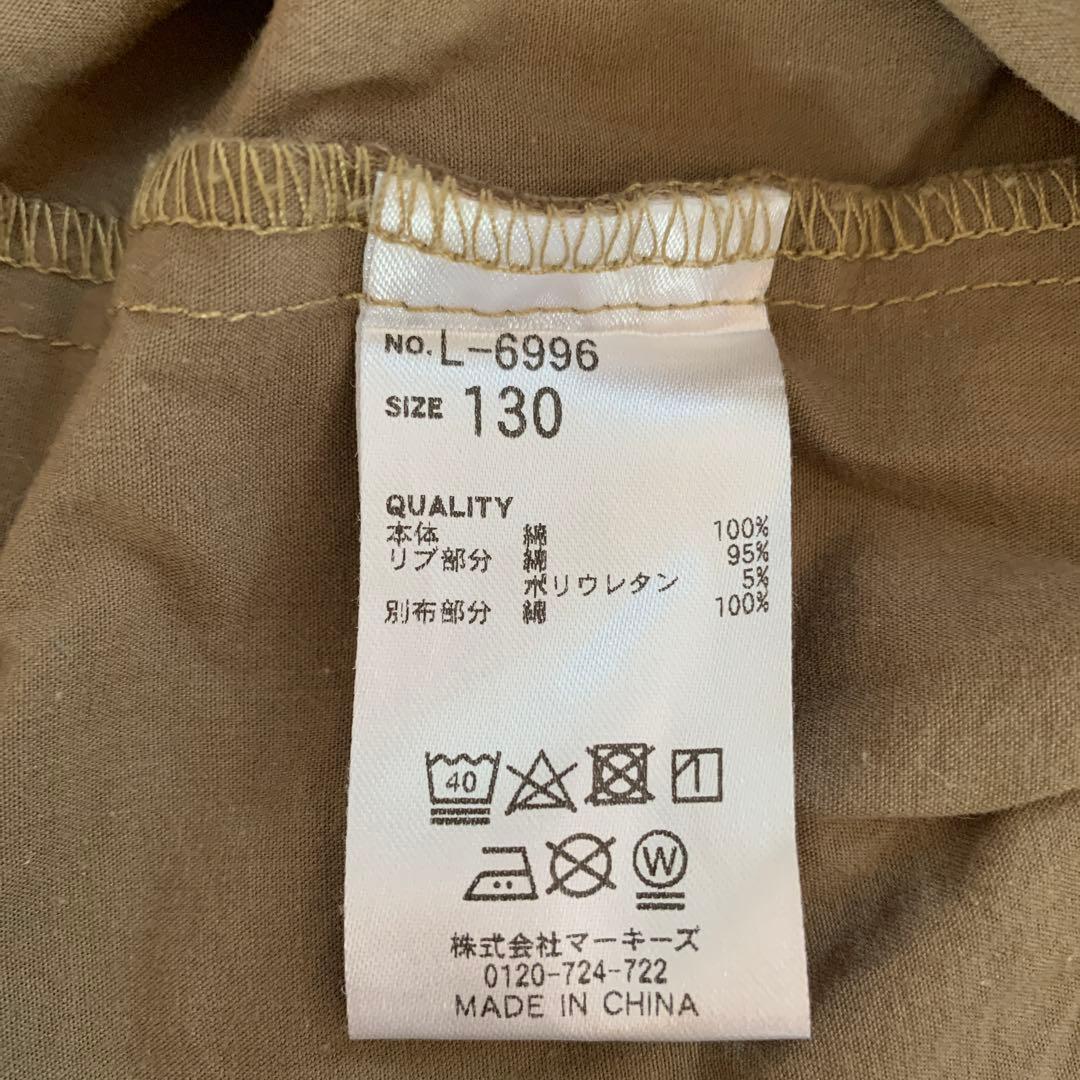 NO. L-6996
SIZE 130
QUALITY
本体 綿 100%
リブ部分 綿 95%
ポリウレタン 5%
別布部分 綿 100%
40
W
株式会社マーキーズ
0120-724-722
MADE IN CHINA